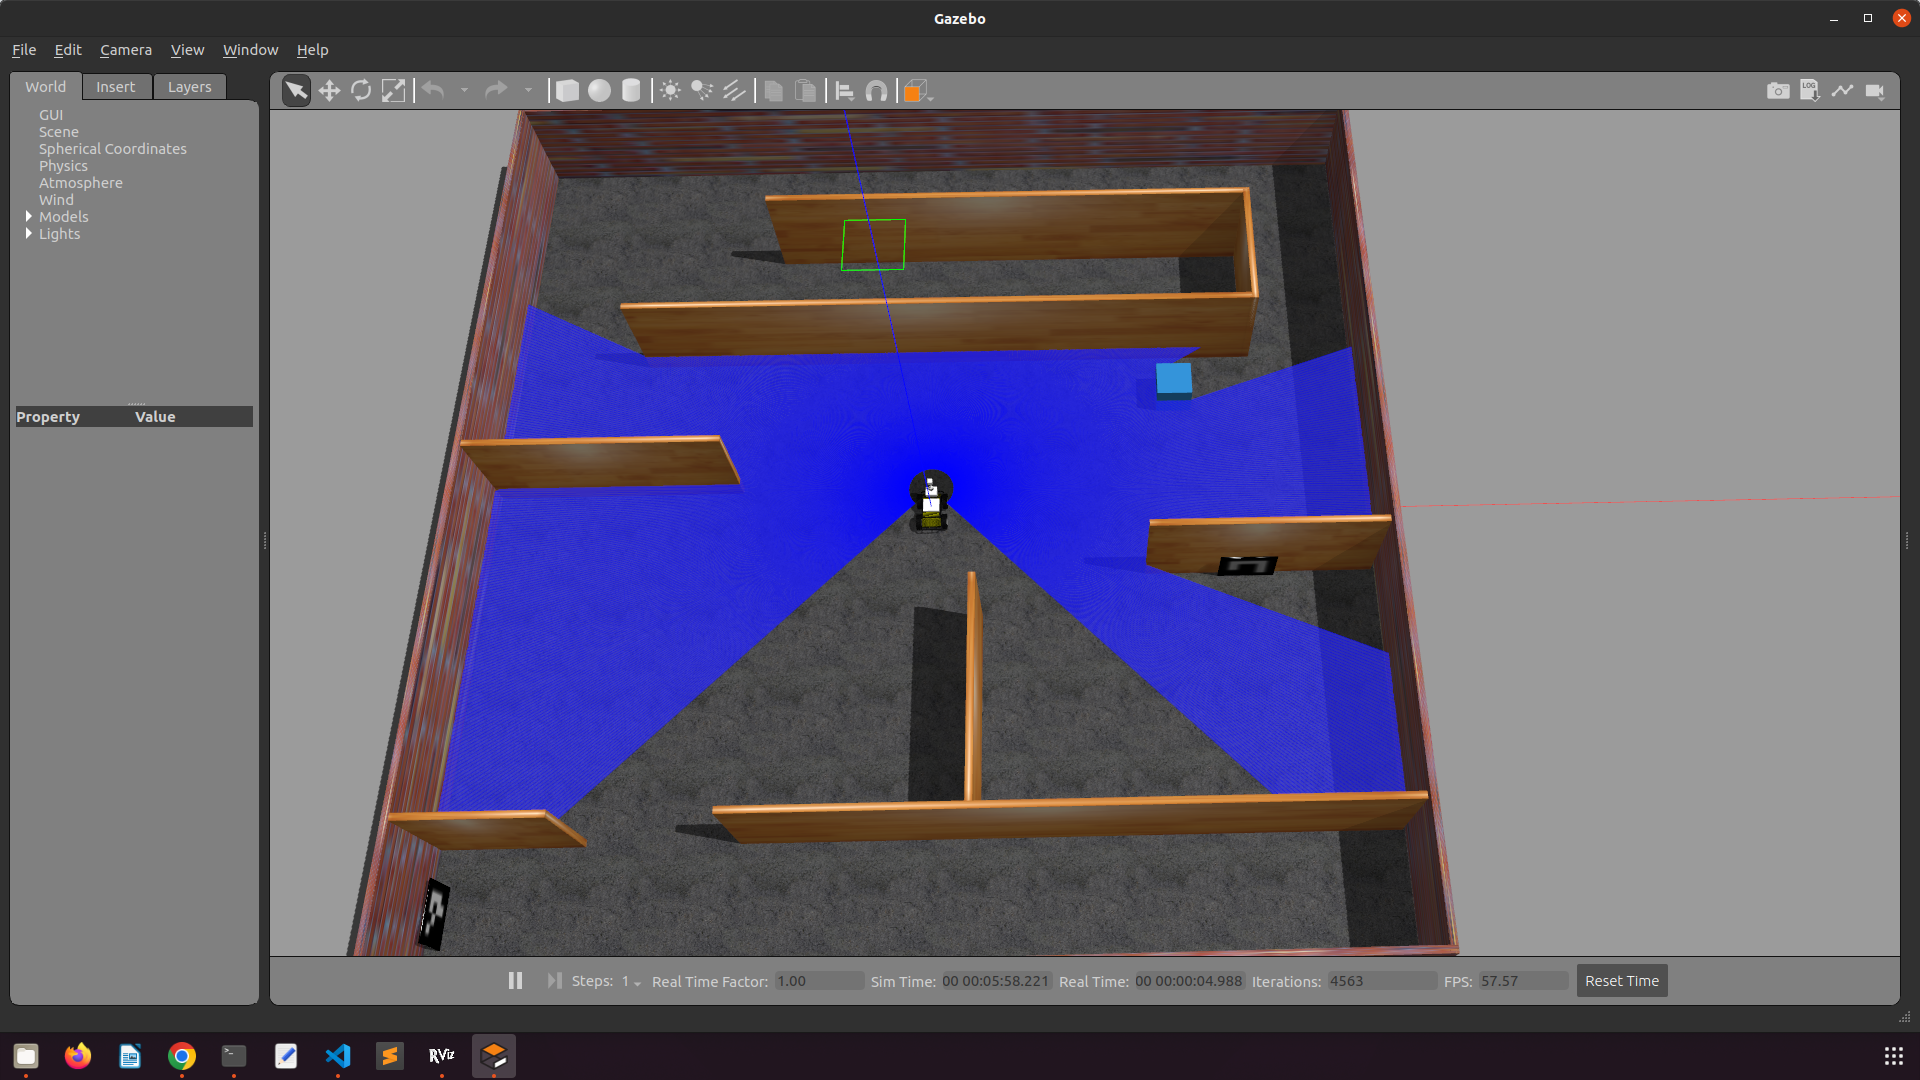 Gazebo
File Edit Camera View Window Help
World Insert Layers
LOG
GUI
Scene
Spherical Coordinates
Physics
Atmosphere
Wind
Models
Lights
Property Value
Steps: 1 Real Time Factor: 1.00 Sim Time: 00 00:05:58.221 Real Time: 00 00:00:04.988 Iterations: 4563 FPS: 57.57 Reset Time
RViz